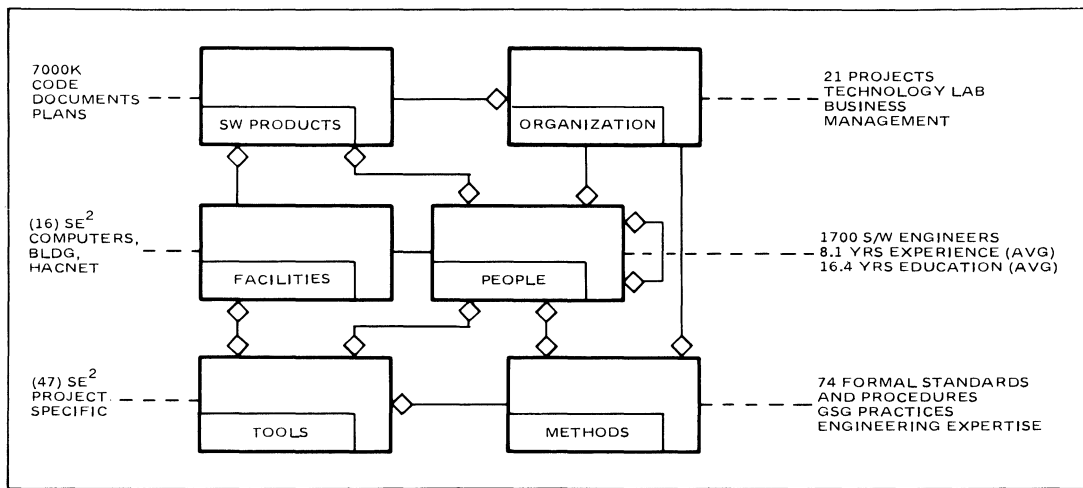 7000K
CODE
DOCUMENTS
PLANS
SW PRODUCTS
ORGANIZATION
21 PROJECTS
TECHNOLOGY LAB
BUSINESS
MANAGEMENT
(16) SE²
COMPUTERS,
BLDG,
HACNET
FACILITIES
PEOPLE
1700 S/W ENGINEERS
8.1 YRS EXPERIENCE (AVG)
16.4 YRS EDUCATION (AVG)
(47) SE²
PROJECT
SPECIFIC
TOOLS
METHODS
74 FORMAL STANDARDS
AND PROCEDURES
GSG PRACTICES
ENGINEERING EXPERTISE